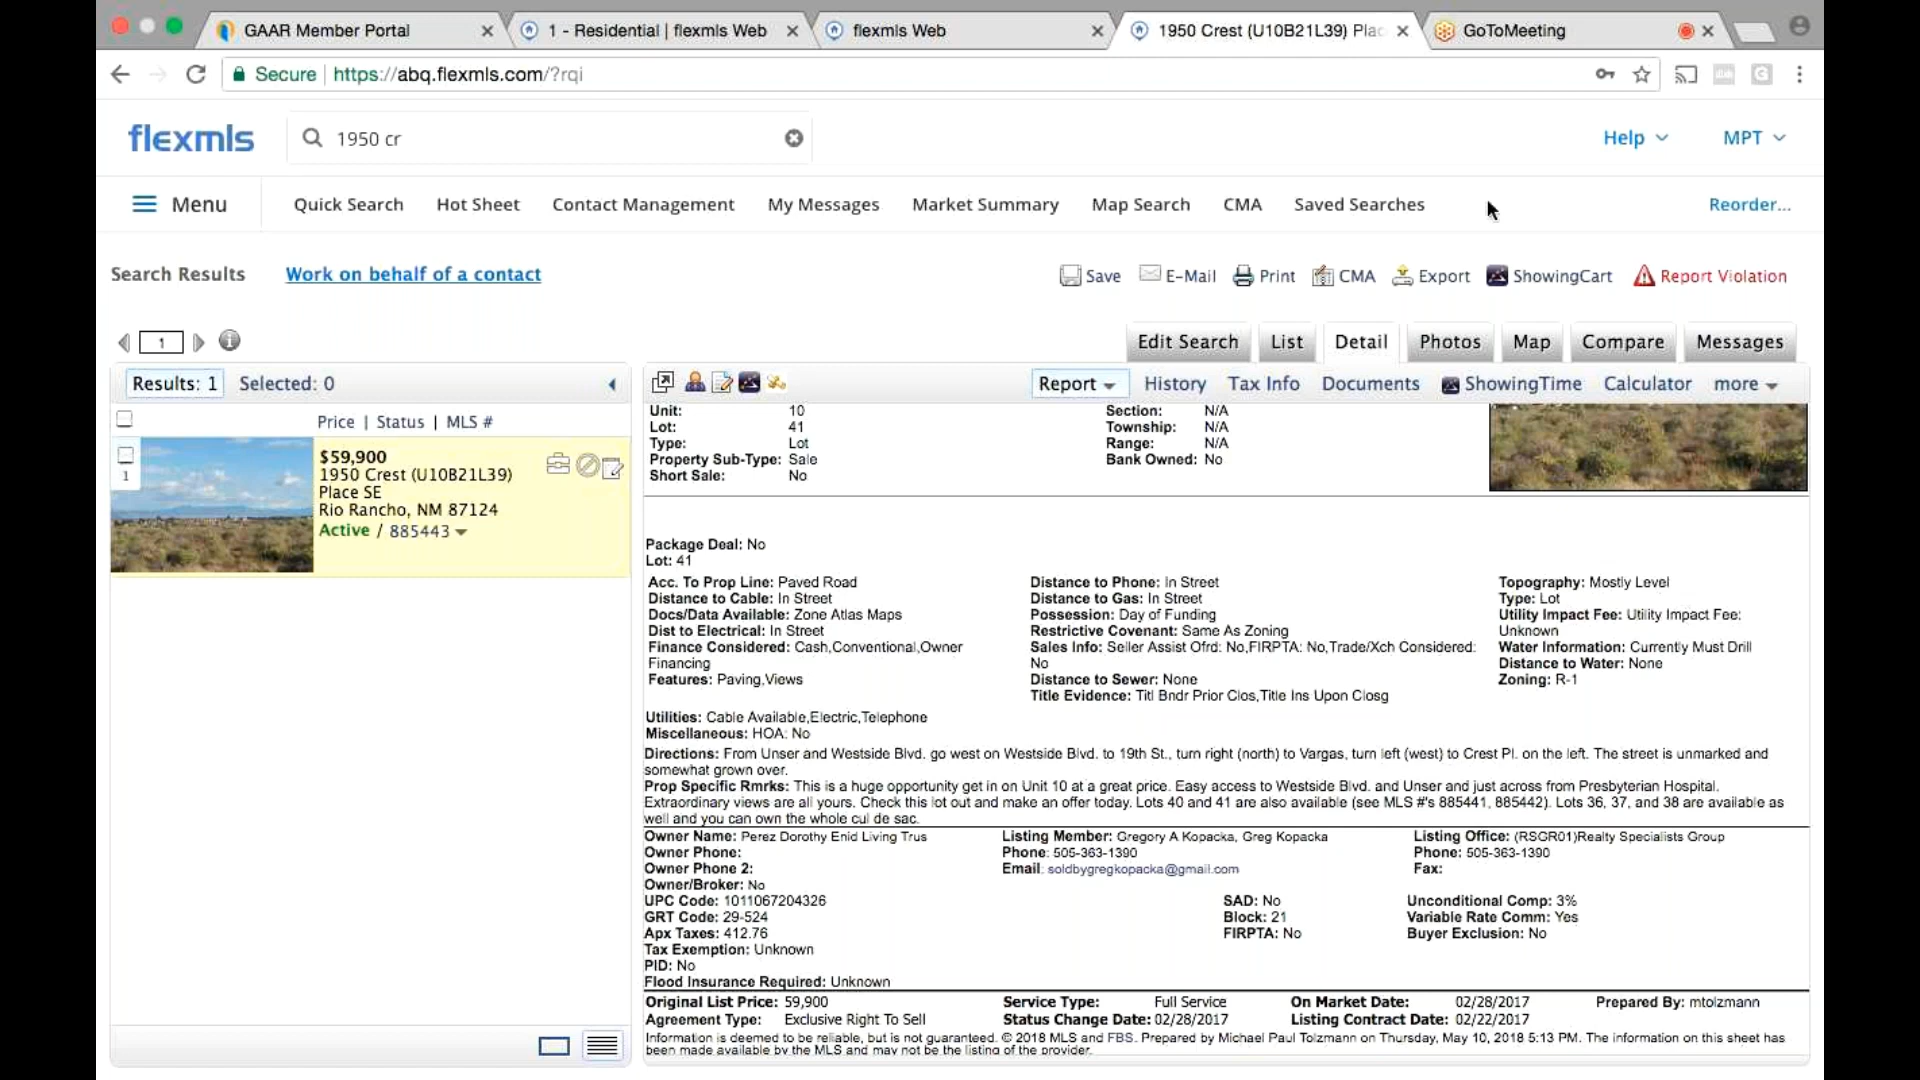 GAAR Member Portal
1 - Residential | flexmls Web
flexmls Web
1950 Crest (U10B21L39) Plac
GoToMeeting
Secure | https://abq.flexmls.com/?rqi
flexmls
1950 cr
Help
MPT
Menu
Quick Search
Hot Sheet
Contact Management
My Messages
Market Summary
Map Search
CMA
Saved Searches
Reorder...
Search Results
Work on behalf of a contact
Save
E-Mail
Print
CMA
Export
ShowingCart
Report Violation
1
Edit Search
List
Detail
Photos
Map
Compare
Messages
Results: 1
Selected: 0
Report
History
Tax Info
Documents
ShowingTime
Calculator
more
Price | Status | MLS #
1
$59,900
1950 Crest (U10B21L39)
Place SE
Rio Rancho, NM 87124
Active / 885443
Unit: 10
Lot: 41
Type: Lot
Property Sub-Type: Sale
Short Sale: No
Section: N/A
Township: N/A
Range: N/A
Bank Owned: No
Package Deal: No
Lot: 41
Acc. To Prop Line: Paved Road
Distance to Cable: In Street
Docs/Data Available: Zone Atlas Maps
Dist to Electrical: In Street
Finance Considered: Cash,Conventional,Owner
Financing
Features: Paving,Views
Distance to Phone: In Street
Distance to Gas: In Street
Possession: Day of Funding
Restrictive Covenant: Same As Zoning
Sales Info: Seller Assist Ofrd: No,FIRPTA: No,Trade/Xch Considered:
No
Distance to Sewer: None
Title Evidence: Titl Bndr Prior Clos,Title Ins Upon Closg
Topography: Mostly Level
Type: Lot
Utility Impact Fee: Utility Impact Fee:
Unknown
Water Information: Currently Must Drill
Distance to Water: None
Zoning: R-1
Utilities: Cable Available,Electric,Telephone
Miscellaneous: HOA: No
Directions: From Unser and Westside Blvd. go west on Westside Blvd. to 19th St., turn right (north) to Vargas, turn left (west) to Crest Pl. on the left. The street is unmarked and
somewhat grown over.
Prop Specific Rmrks: This is a huge opportunity get in on Unit 10 at a great price. Easy access to Westside Blvd. and Unser and just across from Presbyterian Hospital.
Extraordinary views are all yours. Check this lot out and make an offer today. Lots 40 and 41 are also available (see MLS #'s 885441, 885442). Lots 36, 37, and 38 are available as
well and you can own the whole cul de sac.
Owner Name: Perez Dorothy Enid Living Trus
Owner Phone:
Owner Phone 2:
Owner/Broker: No
UPC Code: 1011067204326
GRT Code: 29-524
Apx Taxes: 412.76
Tax Exemption: Unknown
PID: No
Flood Insurance Required: Unknown
Listing Member: Gregory A Kopacka, Greg Kopacka
Phone: 505-363-1390
Email: soldbygregkopacka@gmail.com
SAD: No
Block: 21
FIRPTA: No
Listing Office: (RSGR01)Realty Specialists Group
Phone: 505-363-1390
Fax:
Unconditional Comp: 3%
Variable Rate Comm: Yes
Buyer Exclusion: No
Original List Price: 59,900
Agreement Type: Exclusive Right To Sell
Service Type: Full Service
Status Change Date: 02/28/2017
On Market Date: 02/28/2017
Listing Contract Date: 02/22/2017
Prepared By: mtolzmann
Information is deemed to be reliable, but is not guaranteed. © 2018 MLS and FBS. Prepared by Michael Paul Tolzmann on Thursday, May 10, 2018 5:13 PM. The information on this sheet has
been made available by the MLS and may not be the listing of the provider.